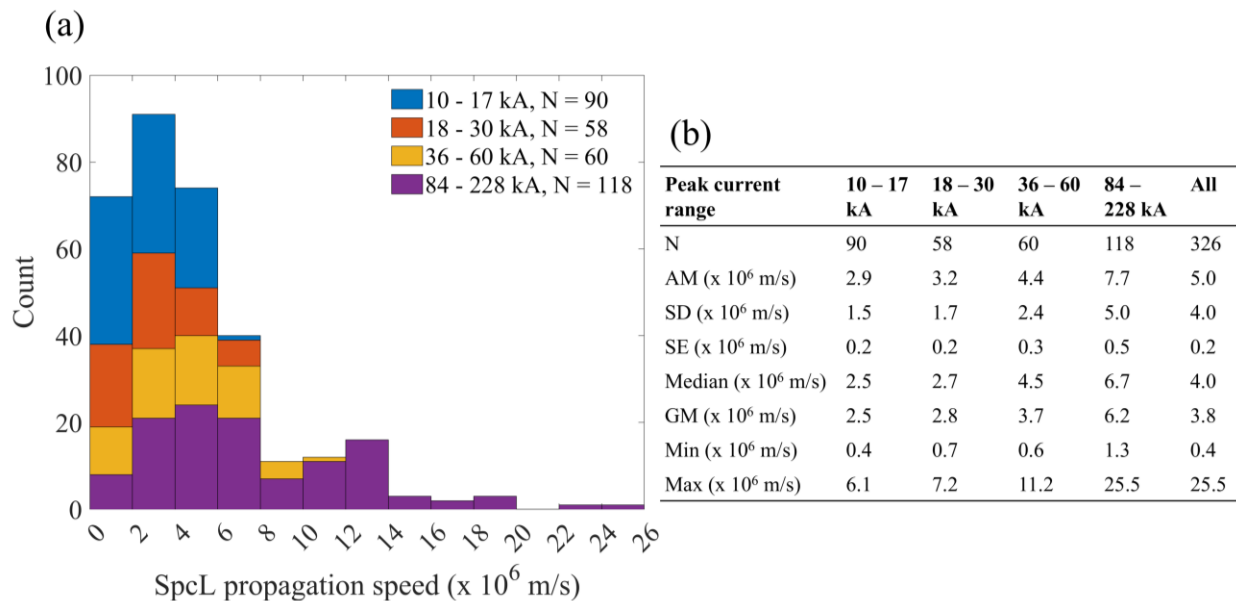 (a)
100
80
60
40
20
0
Count
10 - 17 kA, N = 90
18 - 30 kA, N = 58
36 - 60 kA, N = 60
84 - 228 kA, N = 118
0 2 4 6 8 10 12 14 16 18 20 22 24 26
SpcL propagation speed (x 10⁶ m/s)
(b)
Peak current 10 – 17 18 – 30 36 – 60 84 – All
range kA kA kA 228 kA
N 90 58 60 118 326
AM (x 10⁶ m/s) 2.9 3.2 4.4 7.7 5.0
SD (x 10⁶ m/s) 1.5 1.7 2.4 5.0 4.0
SE (x 10⁶ m/s) 0.2 0.2 0.3 0.5 0.2
Median (x 10⁶ m/s) 2.5 2.7 4.5 6.7 4.0
GM (x 10⁶ m/s) 2.5 2.8 3.7 6.2 3.8
Min (x 10⁶ m/s) 0.4 0.7 0.6 1.3 0.4
Max (x 10⁶ m/s) 6.1 7.2 11.2 25.5 25.5